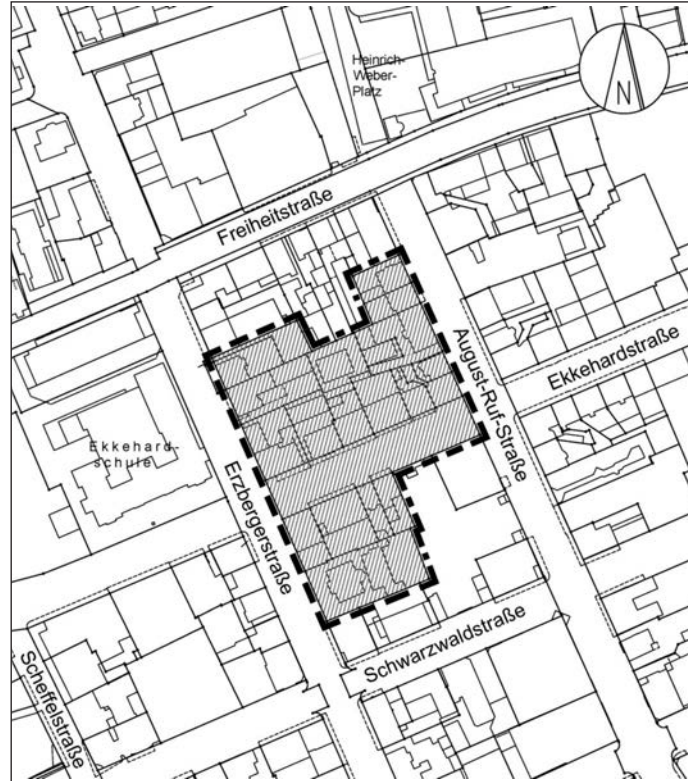 Heinrich-
Weber-
Platz
N
Freiheitstraße
August-Ruf-Straße
Ekkehardstraße
Ekkehard-
schule
Erzbergerstraße
Schwarzwaldstraße
Scheffelstraße